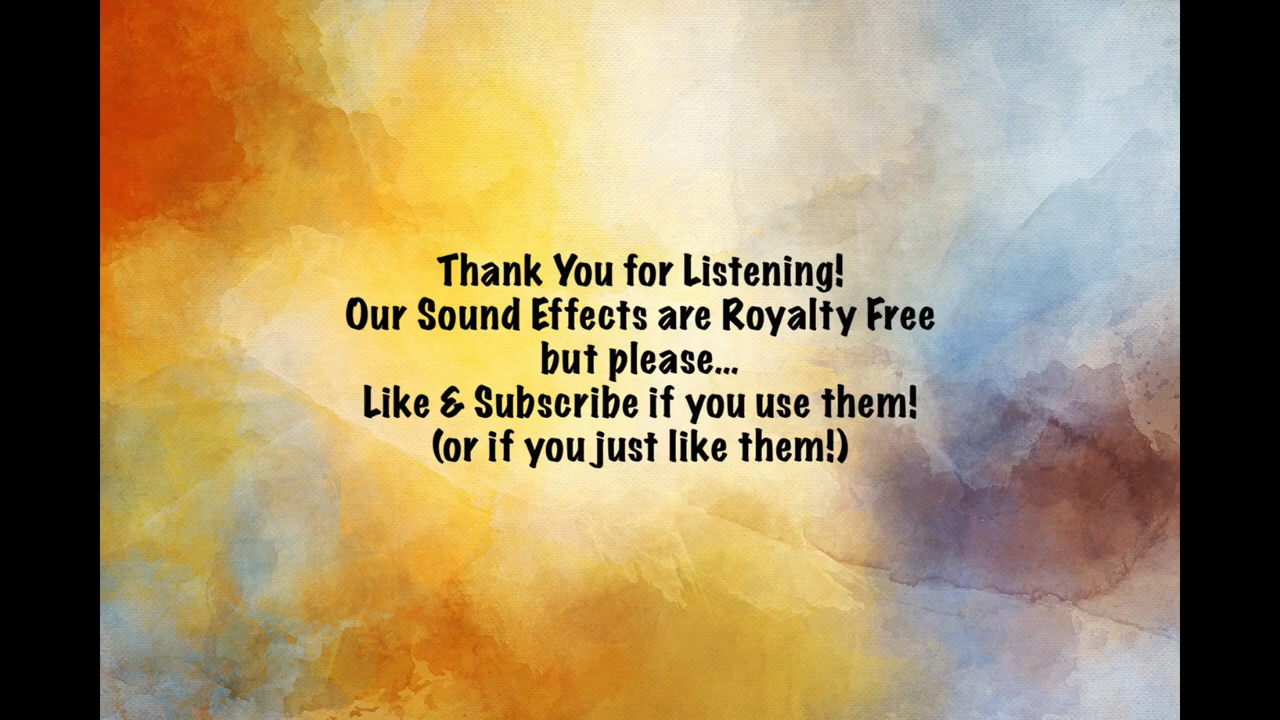 Thank You for Listening!
Our Sound Effects are Royalty Free
but please...
Like & Subscribe if you use them!
(or if you just like them!)